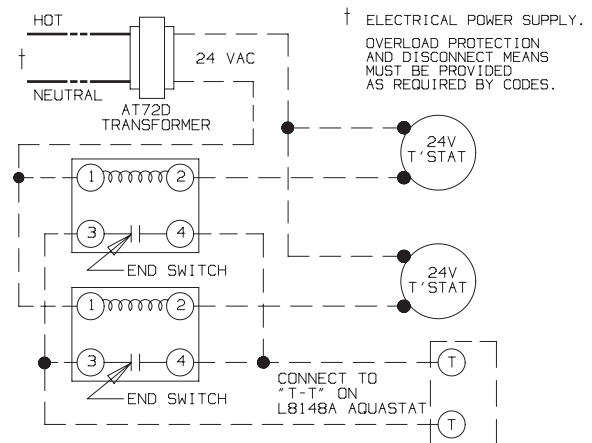 HOT
† ELECTRICAL POWER SUPPLY.
OVERLOAD PROTECTION
AND DISCONNECT MEANS
MUST BE PROVIDED
AS REQUIRED BY CODES.
†
24 VAC
NEUTRAL
AT72D
TRANSFORMER
24V
T'STAT
1
2
3
4
END SWITCH
24V
T'STAT
1
2
3
4
END SWITCH
CONNECT TO
"T-T" ON
L8148A AQUASTAT
T
T